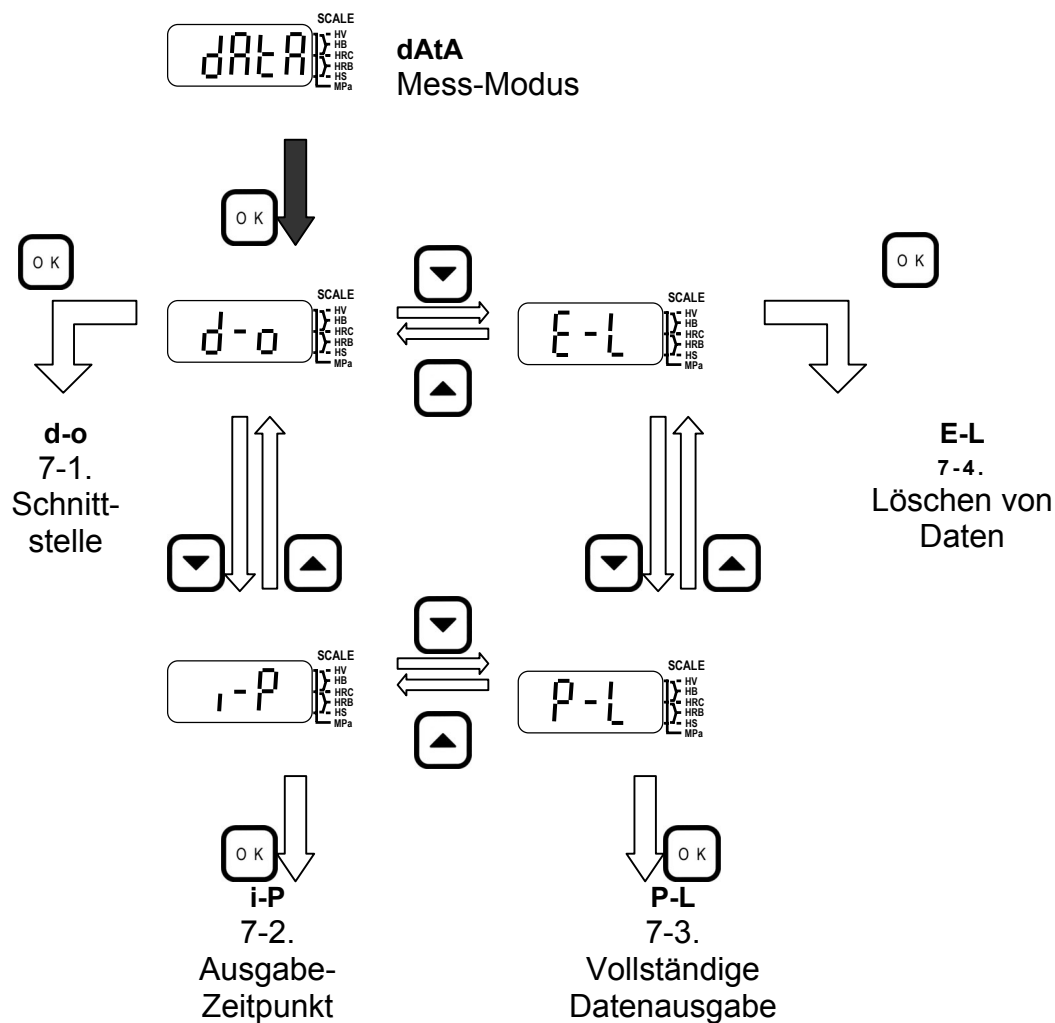 SCALE
dAtA
HV
HB
HRC
HRB
HS
MPa
dAtA
Mess-Modus
OK
OK
OK
SCALE
d-o
HV
HB
HRC
HRB
HS
MPa
SCALE
E-L
HV
HB
HRC
HRB
HS
MPa
d-o
7-1.
Schnitt-
stelle
E-L
7-4.
Löschen von
Daten
SCALE
i-P
HV
HB
HRC
HRB
HS
MPa
SCALE
P-L
HV
HB
HRC
HRB
HS
MPa
OK
i-P
7-2.
Ausgabe-
Zeitpunkt
OK
P-L
7-3.
Vollständige
Datenausgabe